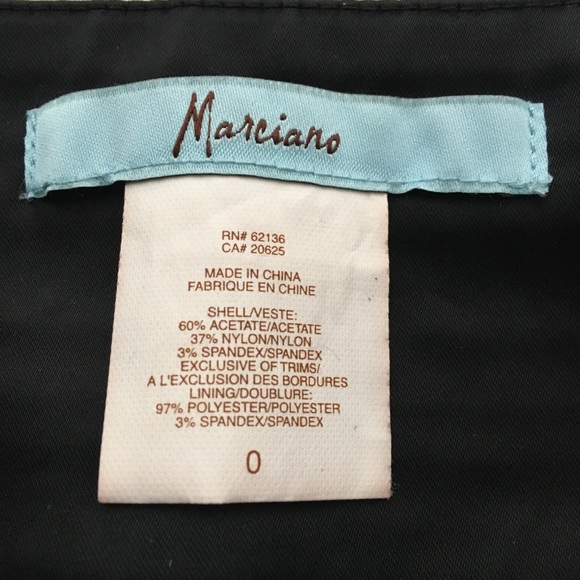 Marciano
RN# 62136
CA# 20625
MADE IN CHINA
FABRIQUE EN CHINE
SHELL/VESTE:
60% ACETATE/ACETATE
37% NYLON/NYLON
3% SPANDEX/SPANDEX
EXCLUSIVE OF TRIMS/
A L'EXCLUSION DES BORDURES
LINING/DOUBLURE:
97% POLYESTER/POLYESTER
3% SPANDEX/SPANDEX
0